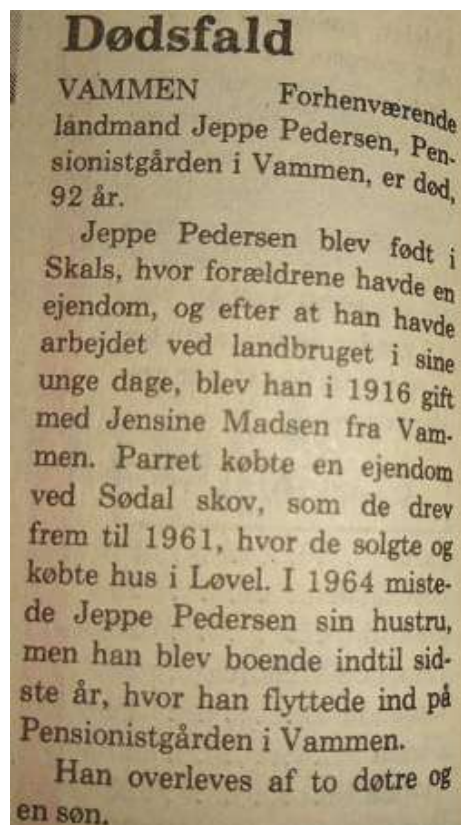 Dødsfald
VAMMEN Forhenværende
landmand Jeppe Pedersen, Pen-
sionistgården i Vammen, er død,
92 år.
Jeppe Pedersen blev født i
Skals, hvor forældrene havde en
ejendom, og efter at han havde
arbejdet ved landbruget i sine
unge dage, blev han i 1916 gift
med Jensine Madsen fra Vam-
men. Parret købte en ejendom
ved Sødal skov, som de drev
frem til 1961, hvor de solgte og
købte hus i Løvel. I 1964 miste-
de Jeppe Pedersen sin hustru,
men han blev boende indtil sid-
ste år, hvor han flyttede ind på
Pensionistgården i Vammen.
Han overleves af to døtre og
en søn.